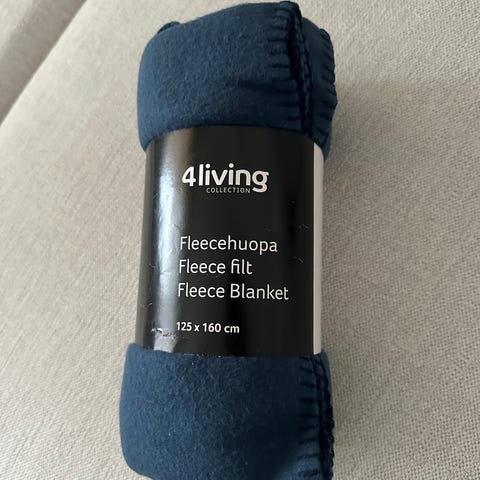 4living
COLLECTION
Fleecehuopa
Fleece filt
Fleece Blanket
125 x 160 cm